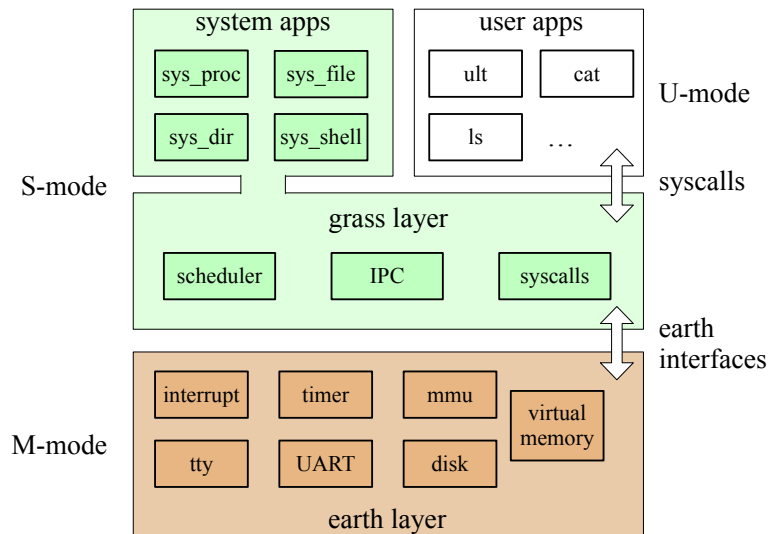 system apps
user apps
sys_proc
sys_file
ult
cat
U-mode
sys_dir
sys_shell
ls
...
S-mode
syscalls
grass layer
scheduler
IPC
syscalls
earth
interfaces
interrupt
timer
mmu
virtual
memory
M-mode
tty
UART
disk
earth layer